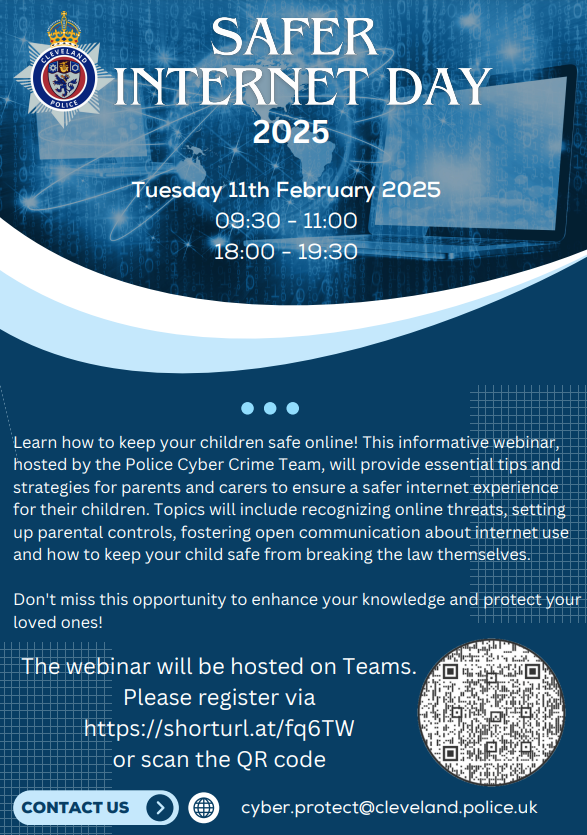 CLEVELAND
POLICE
SAFER
INTERNET DAY
2025
Tuesday 11th February 2025
09:30 - 11:00
18:00 - 19:30
Learn how to keep your children safe online! This informative webinar,
hosted by the Police Cyber Crime Team, will provide essential tips and
strategies for parents and carers to ensure a safer internet experience
for their children. Topics will include recognizing online threats, setting
up parental controls, fostering open communication about internet use
and how to keep your child safe from breaking the law themselves.
Don't miss this opportunity to enhance your knowledge and protect your
loved ones!
The webinar will be hosted on Teams.
Please register via
https://shorturl.at/fq6TW
or scan the QR code
CONTACT US
cyber.protect@cleveland.police.uk